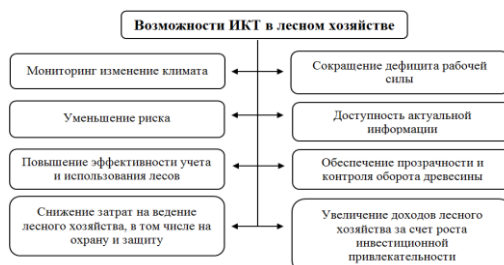 Возможности ИКТ в лесном хозяйстве
Мониторинг изменение климата
Сокращение дефицита рабочей
силы
Уменьшение риска
Доступность актуальной
информации
Повышение эффективности учета
и использования лесов
Обеспечение прозрачности и
контроля оборота древесины
Снижение затрат на ведение
лесного хозяйства, в том числе на
охрану и защиту
Увеличение доходов лесного
хозяйства за счет роста
инвестиционной
привлекательности